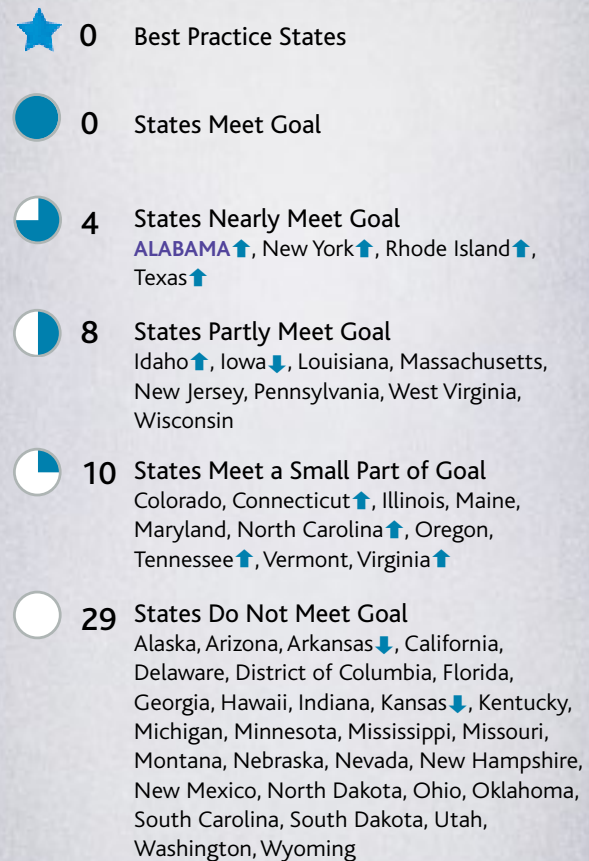 0 Best Practice States
0 States Meet Goal
4 States Nearly Meet Goal
ALABAMA⬆, New York⬆, Rhode Island⬆,
Texas⬆
8 States Partly Meet Goal
Idaho⬆, Iowa⬇, Louisiana, Massachusetts,
New Jersey, Pennsylvania, West Virginia,
Wisconsin
10 States Meet a Small Part of Goal
Colorado, Connecticut⬆, Illinois, Maine,
Maryland, North Carolina⬆, Oregon,
Tennessee⬆, Vermont, Virginia⬆
29 States Do Not Meet Goal
Alaska, Arizona, Arkansas⬇, California,
Delaware, District of Columbia, Florida,
Georgia, Hawaii, Indiana, Kansas⬇, Kentucky,
Michigan, Minnesota, Mississippi, Missouri,
Montana, Nebraska, Nevada, New Hampshire,
New Mexico, North Dakota, Ohio, Oklahoma,
South Carolina, South Dakota, Utah,
Washington, Wyoming